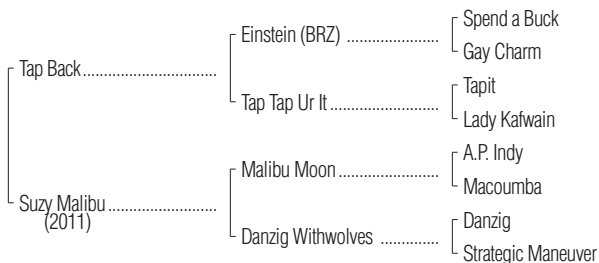 Spend a Buck
Einstein (BRZ) ......................
Gay Charm
Tap Back ................................
Tapit
Tap Tap Ur It ..........................
Lady Kafwain
A.P. Indy
Malibu Moon ........................
Macoumba
Suzy Malibu ..........................
(2011)
Danzig
Danzig Withwolves ..............
Strategic Maneuver